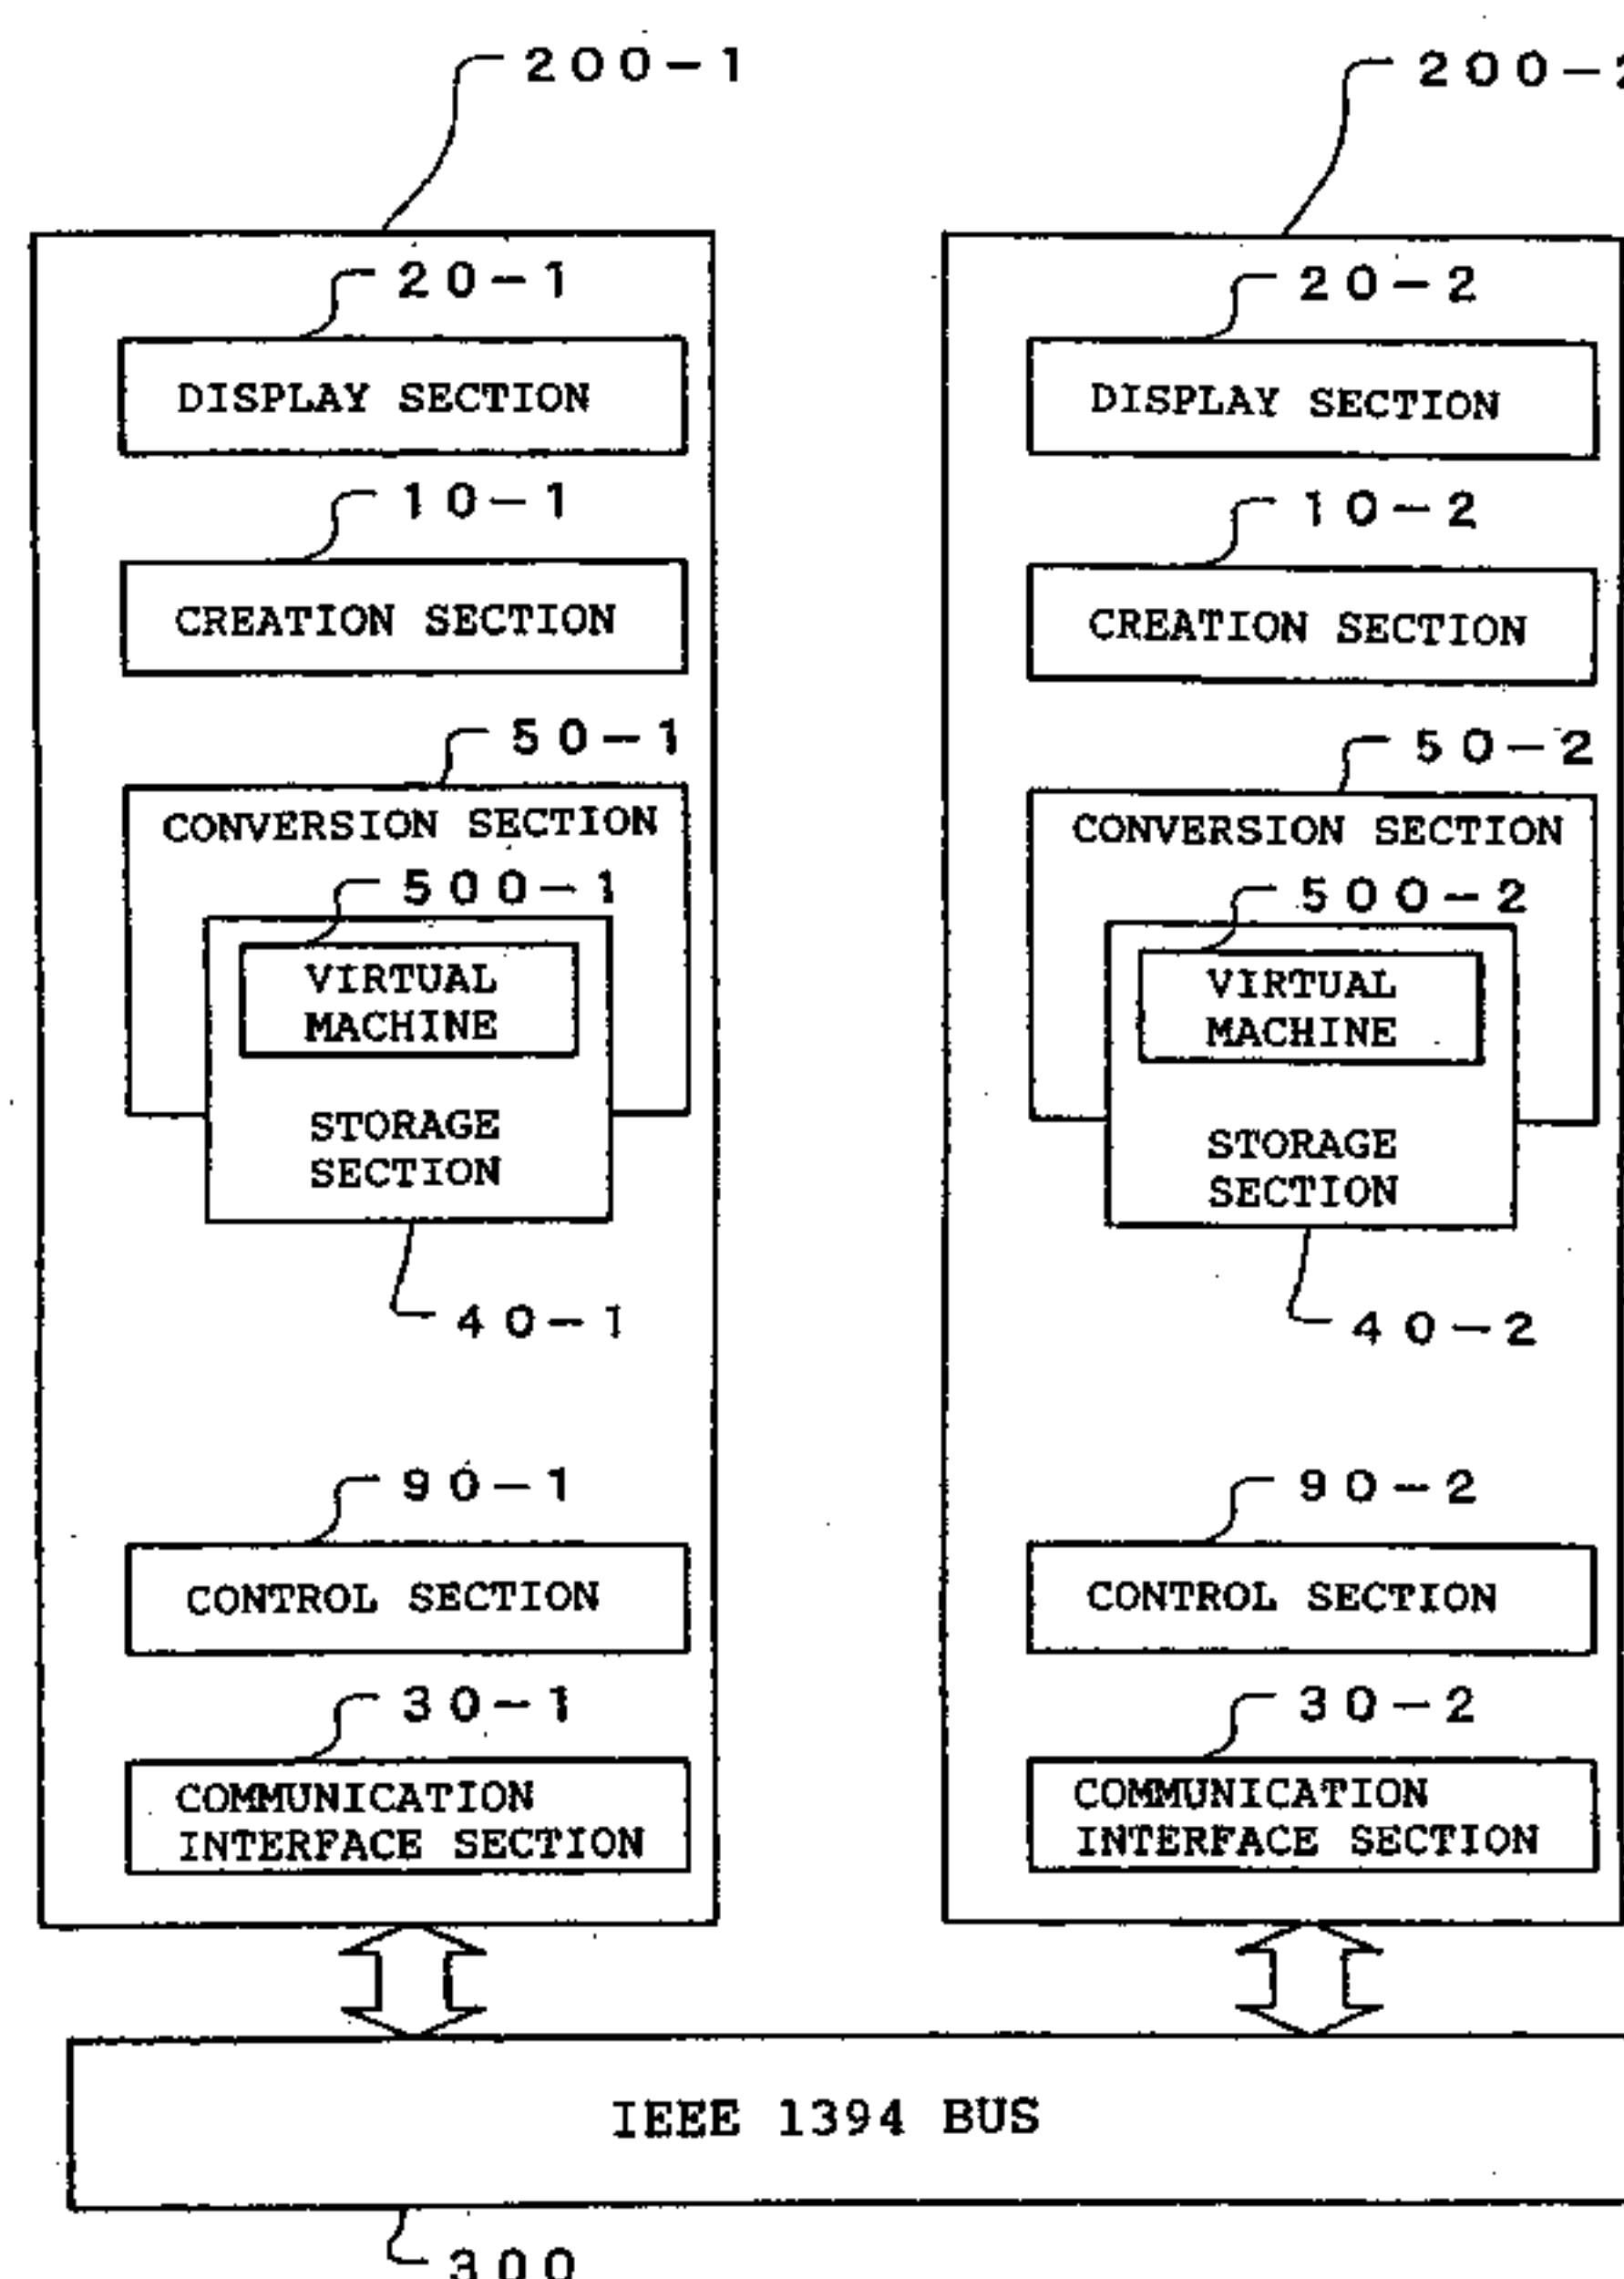 200-1
20-1
DISPLAY SECTION
10-1
CREATION SECTION
50-1
CONVERSION SECTION
500-1
VIRTUAL
MACHINE
STORAGE
SECTION
40-1
90-1
CONTROL SECTION
30-1
COMMUNICATION
INTERFACE SECTION
200-2
20-2
DISPLAY SECTION
10-2
CREATION SECTION
50-2
CONVERSION SECTION
500-2
VIRTUAL
MACHINE
STORAGE
SECTION
40-2
90-2
CONTROL SECTION
30-2
COMMUNICATION
INTERFACE SECTION
IEEE 1394 BUS
300